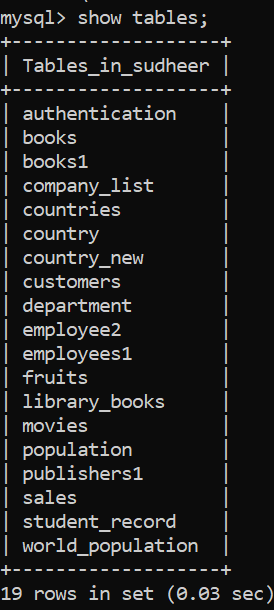 mysql> show tables;
+-------------------+
| Tables_in_sudheer |
+-------------------+
| authentication    |
| books             |
| books1            |
| company_list      |
| countries         |
| country           |
| country_new       |
| customers         |
| department        |
| employee2         |
| employees1        |
| fruits            |
| library_books     |
| movies            |
| population        |
| publishers1       |
| sales             |
| student_record    |
| world_population  |
+-------------------+
19 rows in set (0.03 sec)